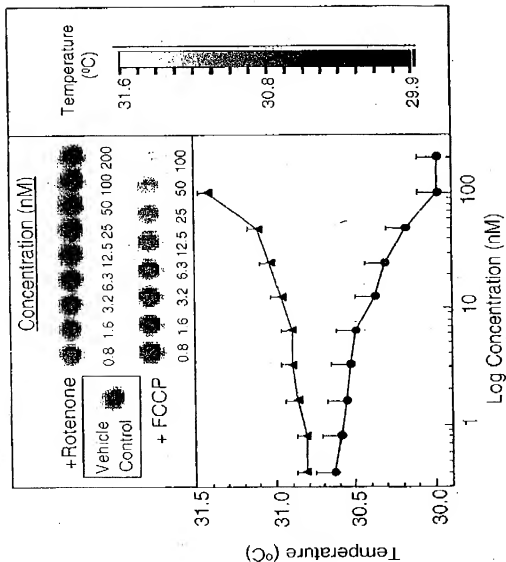 Concentration (nM)
+Rotenone
0.8 1.6 3.2 6.3 12.5 25 50 100 200
Vehicle
Control
+ FCCP
0.8 1.6 3.2 6.3 12.5 25 50 100
Temperature
(ºC)
31.6
30.8
29.9
31.5
31.0
30.5
30.0
Temperature (ºC)
1
10
100
Log Concentration (nM)